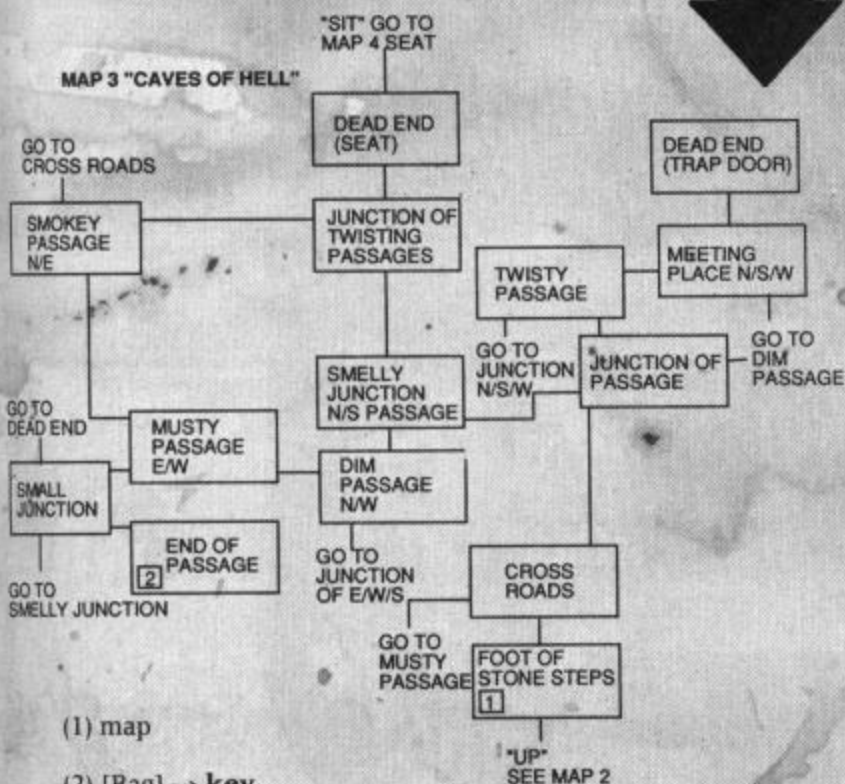 "SIT" GO TO
MAP 4 SEAT
MAP 3 "CAVES OF HELL"
DEAD END
(SEAT)
DEAD END
(TRAP DOOR)
GO TO
CROSS ROADS
SMOKEY
PASSAGE
N/E
JUNCTION OF
TWISTING
PASSAGES
TWISTY
PASSAGE
MEETING
PLACE N/S/W
GO TO
JUNCTION
N/S/W
JUNCTION OF
PASSAGE
GO TO
DIM
PASSAGE
SMELLY
JUNCTION
N/S PASSAGE
GO TO
DEAD END
MUSTY
PASSAGE
E/W
SMALL
JUNCTION
DIM
PASSAGE
N/W
END OF
PASSAGE
2
GO TO
SMELLY JUNCTION
GO TO
JUNCTION
OF E/W/S
CROSS
ROADS
GO TO
MUSTY
PASSAGE
FOOT OF
STONE STEPS
1
"UP"
SEE MAP 2
(1) map
(2) [Bag] --> key